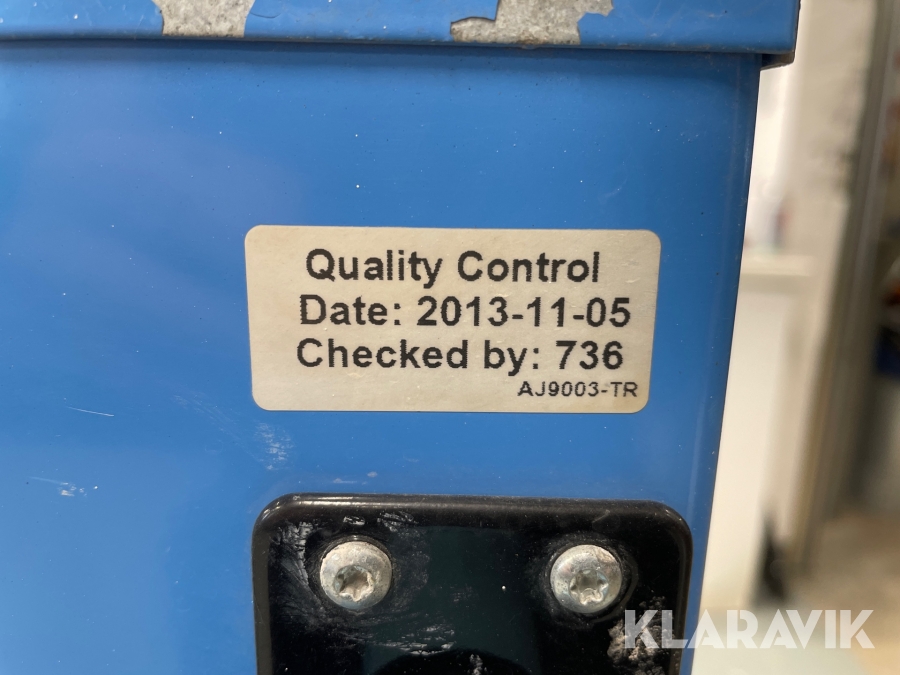 Quality Control
Date: 2013-11-05
Checked by: 736
AJ9003-TR
KLARAVIK